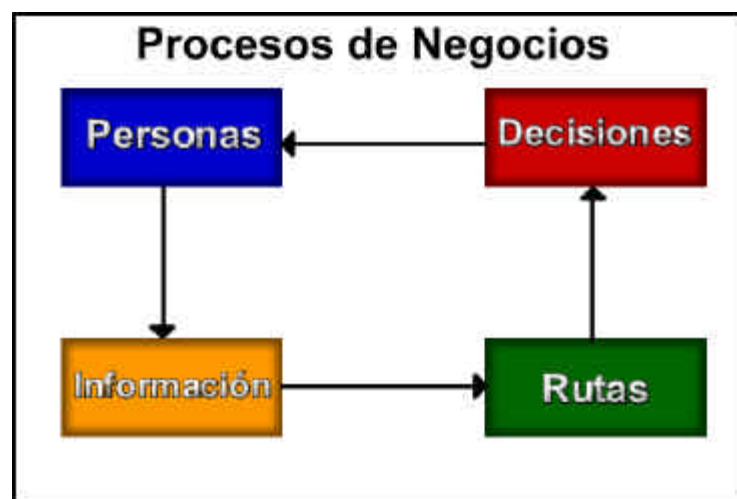 Procesos de Negocios
Personas
Decisiones
Información
Rutas